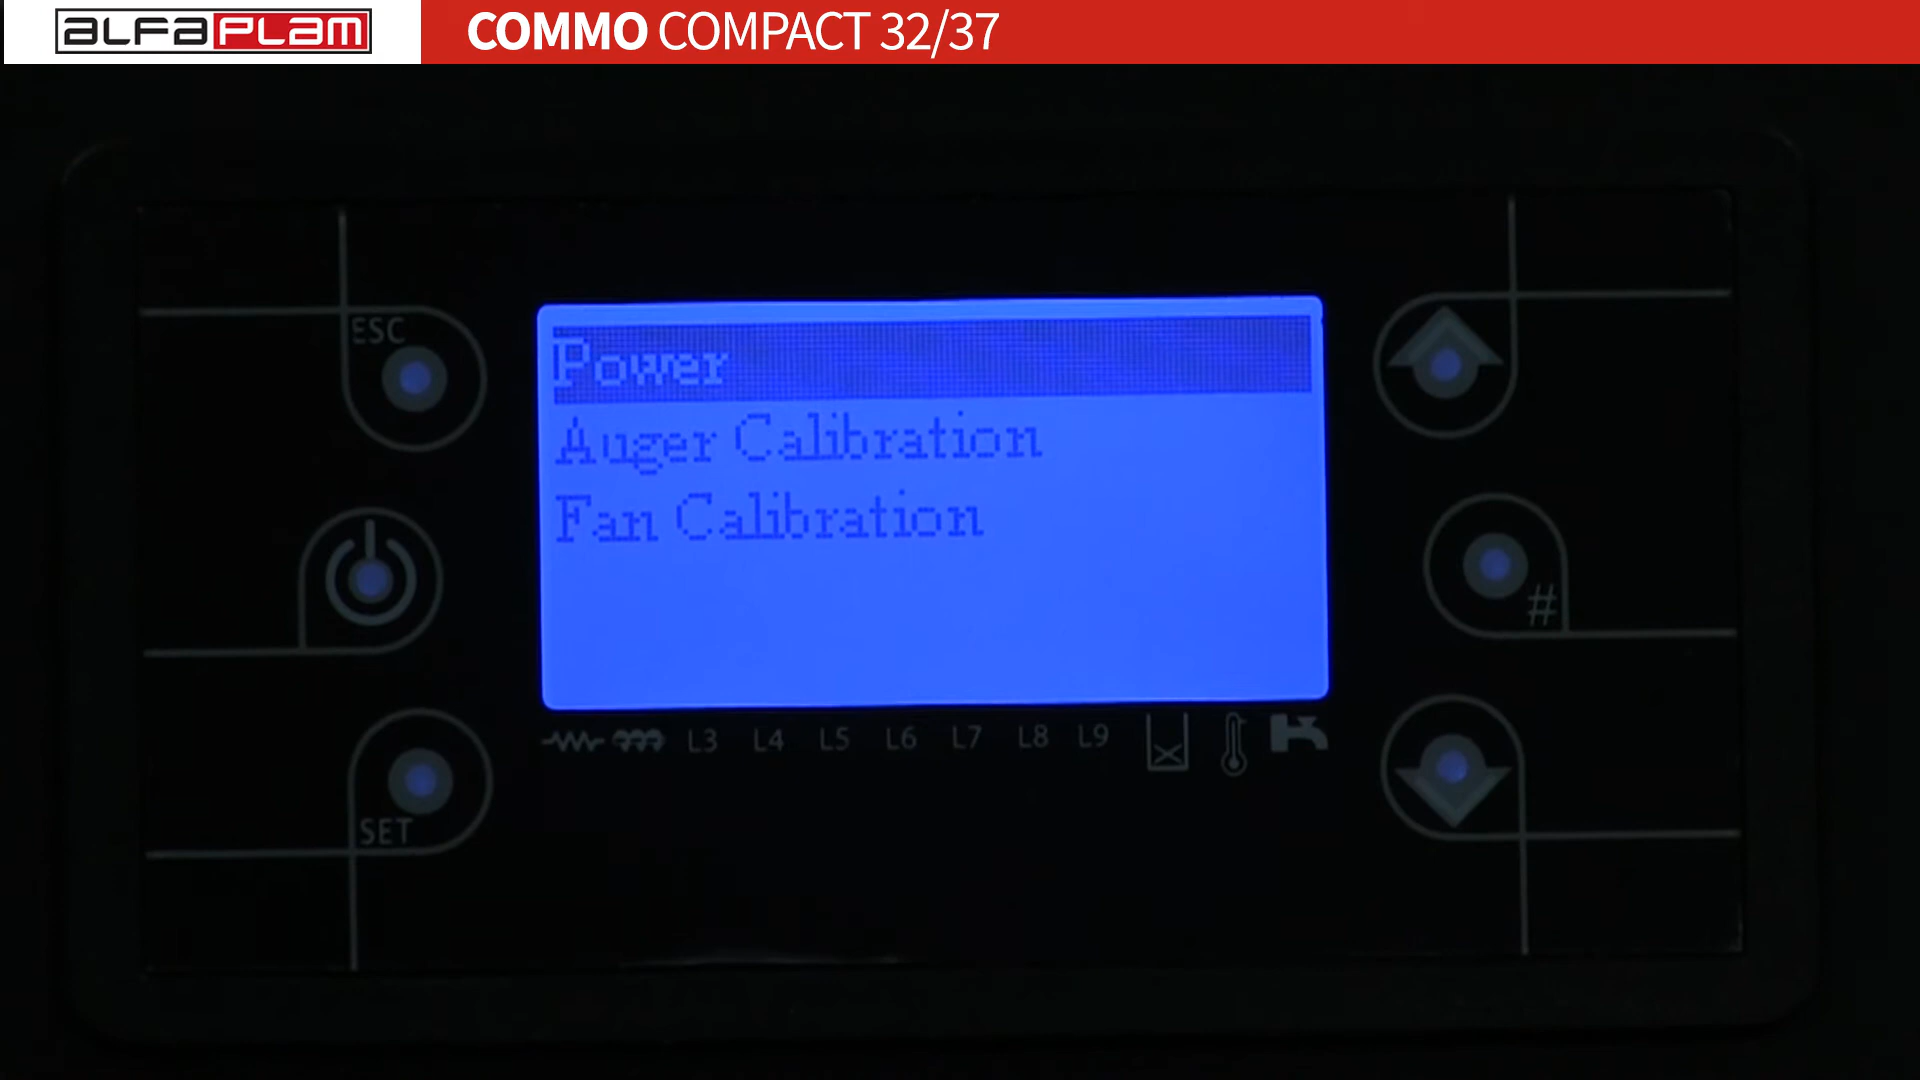 alfaplam
COMMO COMPACT 32/37
ESC
Power
Auger Calibration
Fan Calibration
#
L3 L4 L5 L6 L7 L8 L9
SET